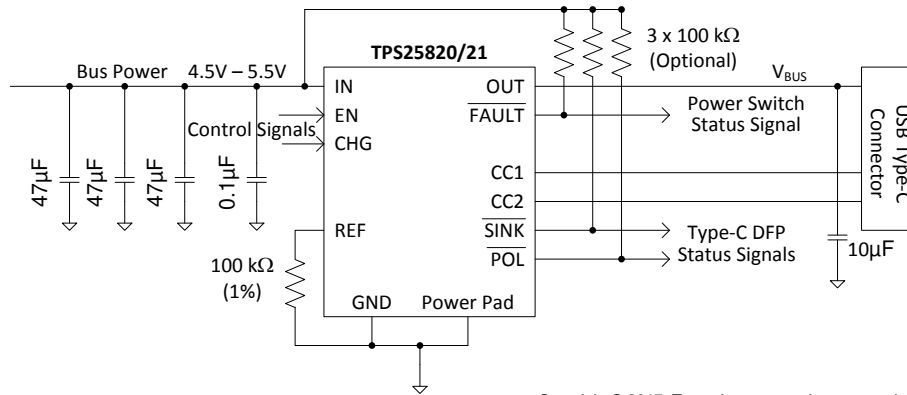 TPS25820/21
3 x 100 kΩ
(Optional)
Bus Power
4.5V – 5.5V
IN
EN
CHG
Control Signals
REF
GND
Power Pad
OUT
FAULT
CC1
CC2
SINK
POL
VBUS
Power Switch
Status Signal
Type-C DFP
Status Signals
USB Type-C
Connector
47µF
47µF
47µF
0.1µF
10µF
100 kΩ
(1%)